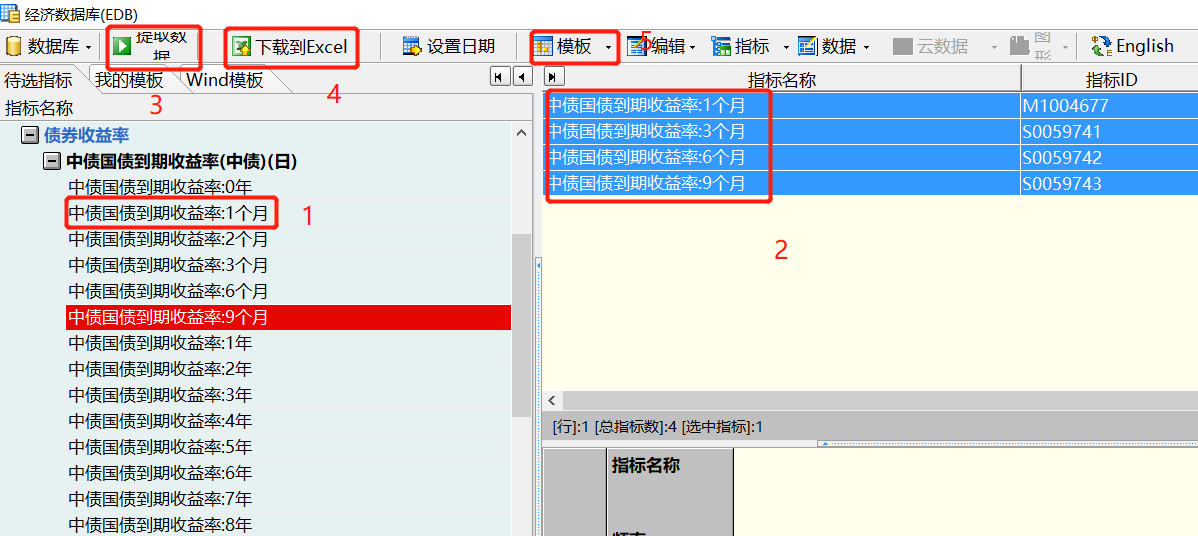 经济数据库(EDB)
数据库 提取数据 下载到Excel 设置日期 模板 编辑 指标 数据 云数据 图形 English
5
待选指标 我的模板 Wind模板
3
4
指标名称
债券收益率
中债国债到期收益率(中债)(日)
中债国债到期收益率:0年
中债国债到期收益率:1个月
1
中债国债到期收益率:2个月
中债国债到期收益率:3个月
中债国债到期收益率:6个月
中债国债到期收益率:9个月
中债国债到期收益率:1年
中债国债到期收益率:2年
中债国债到期收益率:3年
中债国债到期收益率:4年
中债国债到期收益率:5年
中债国债到期收益率:6年
中债国债到期收益率:7年
中债国债到期收益率:8年
指标名称 指标ID
中债国债到期收益率:1个月 M1004677
中债国债到期收益率:3个月 S0059741
中债国债到期收益率:6个月 S0059742
中债国债到期收益率:9个月 S0059743
2
[行]:1 [总指标数]:4 [选中指标]:1
指标名称